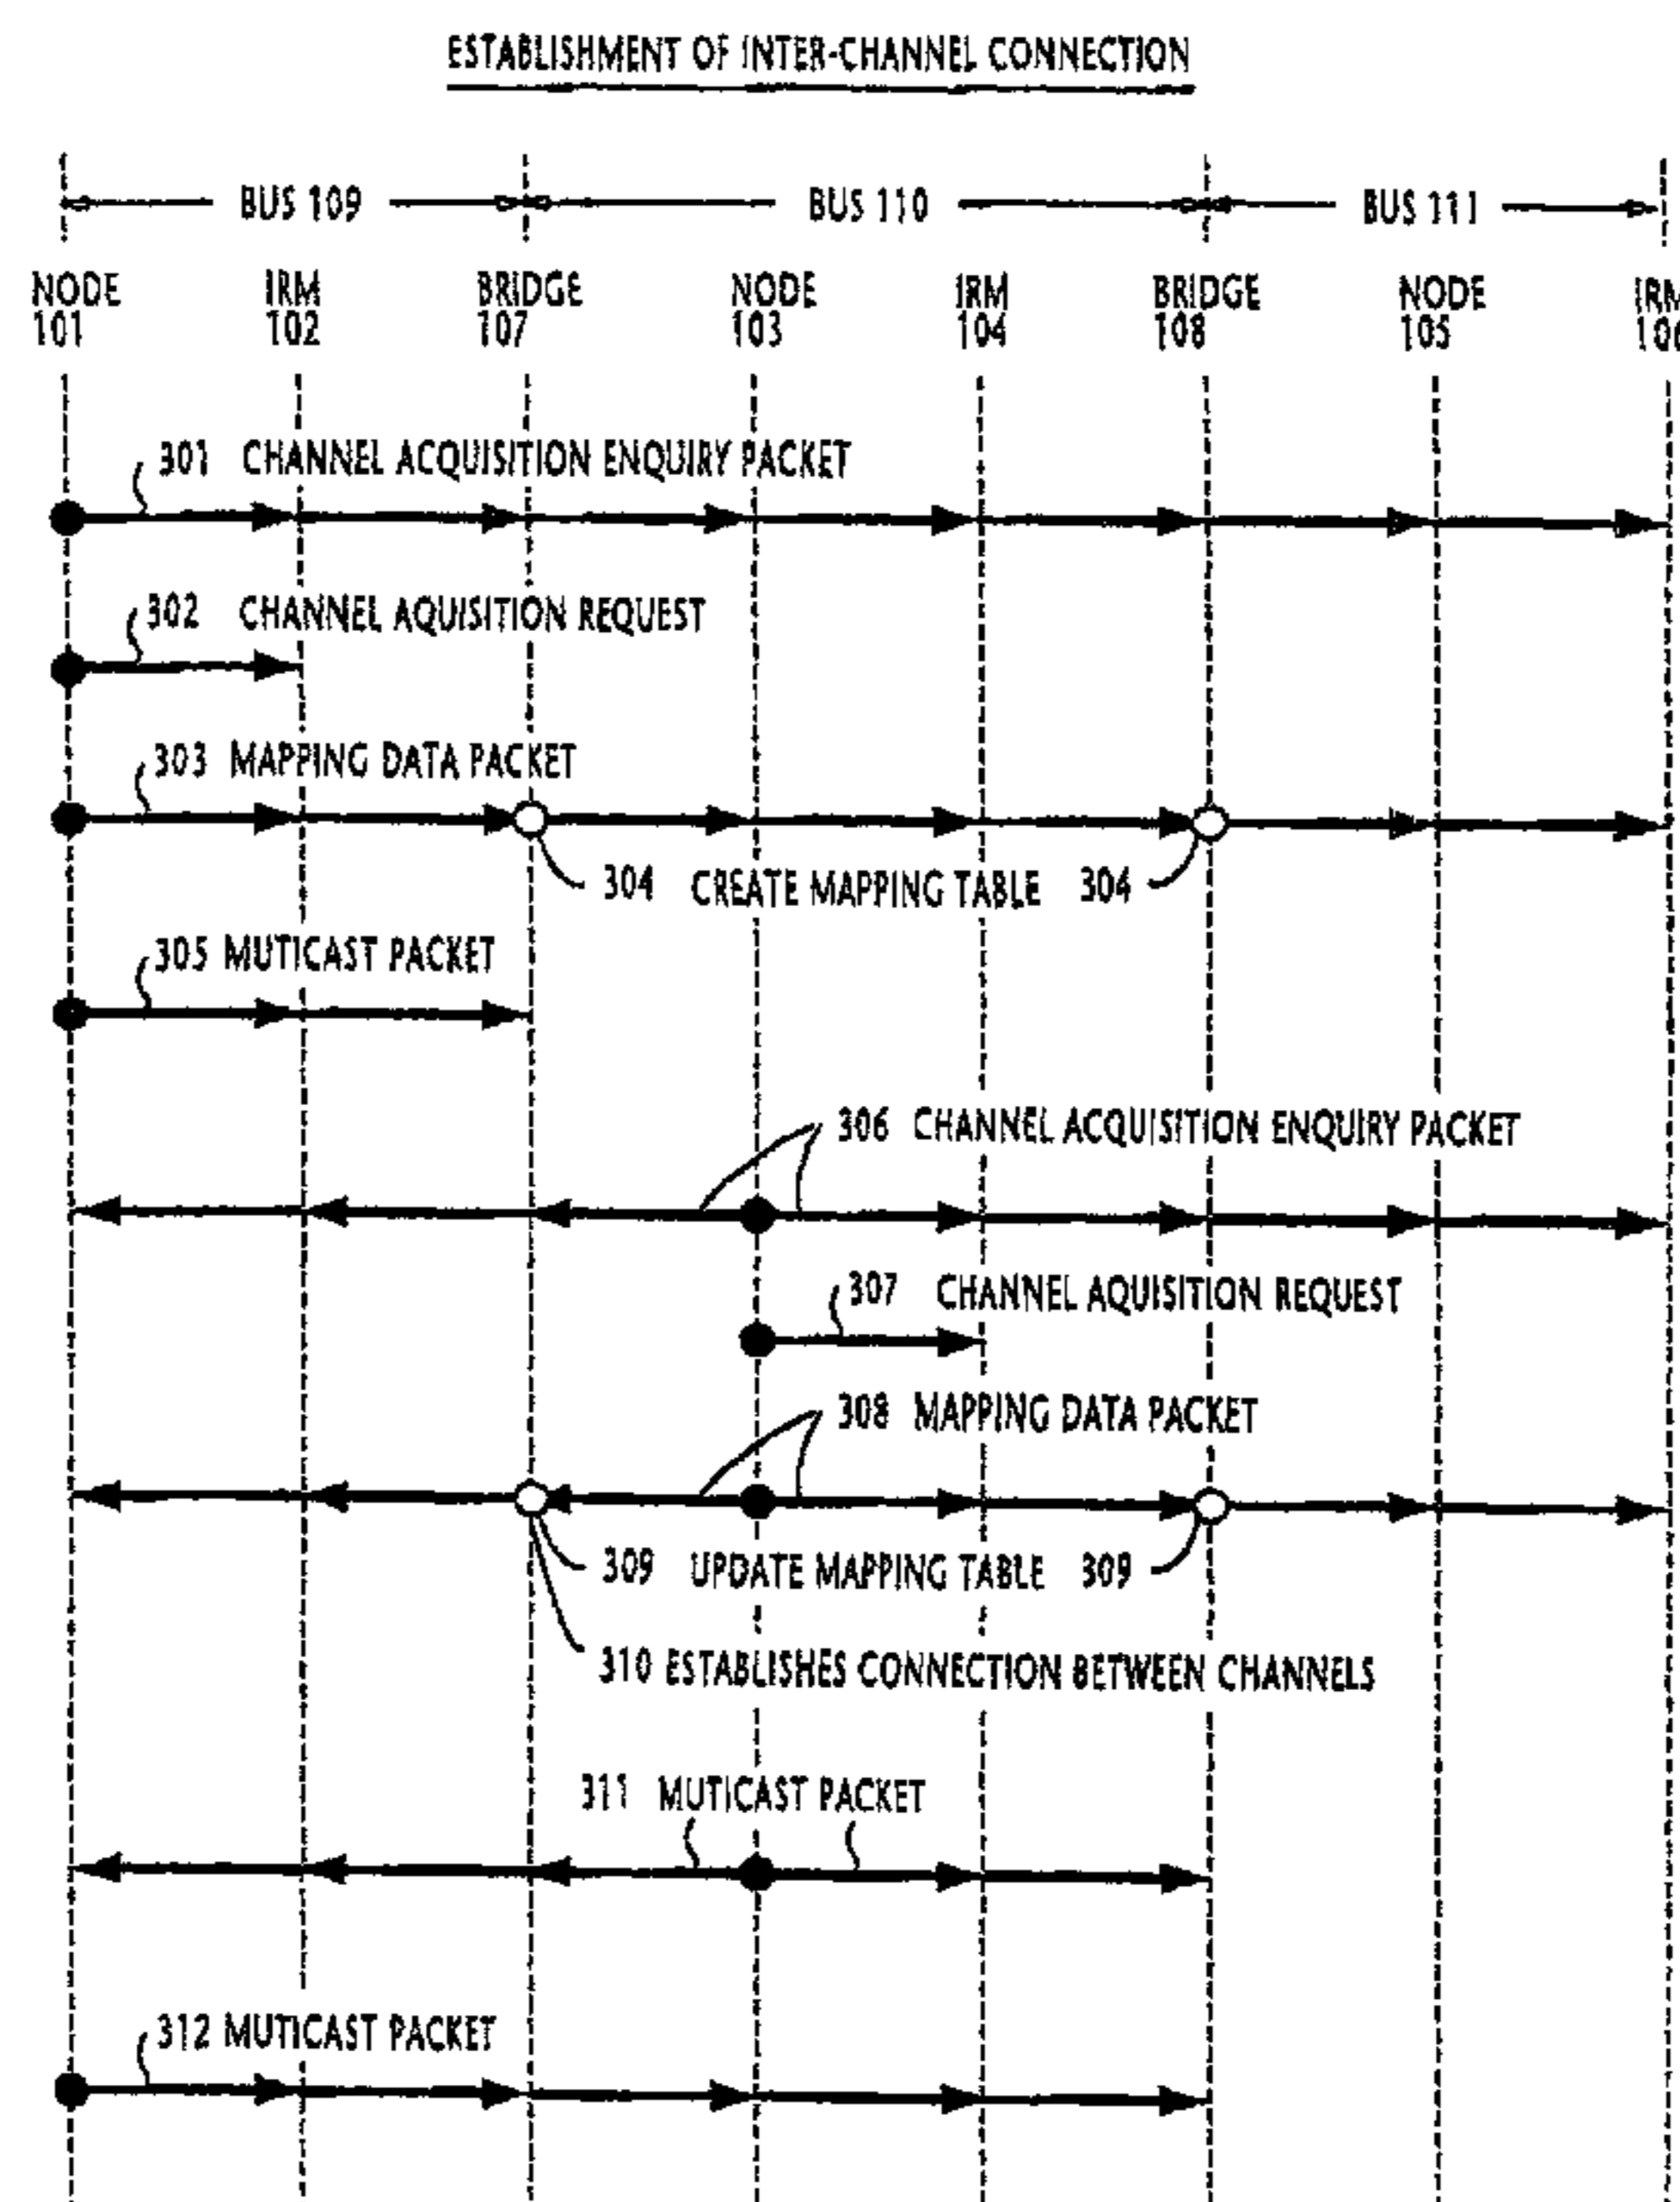 ESTABLISHMENT OF INTER-CHANNEL CONNECTION
BUS 109 BUS 110 BUS 111
NODE IRM BRIDGE NODE IRM BRIDGE NODE IRM
101 102 107 103 104 108 105
301 CHANNEL ACQUISITION ENQUIRY PACKET
302 CHANNEL AQUISITION REQUEST
303 MAPPING DATA PACKET
304 CREATE MAPPING TABLE 304
305 MUTICAST PACKET
306 CHANNEL ACQUISITION ENQUIRY PACKET
307 CHANNEL AQUISITION REQUEST
308 MAPPING DATA PACKET
309 UPDATE MAPPING TABLE 309
310 ESTABLISHES CONNECTION BETWEEN CHANNELS
311 MUTICAST PACKET
312 MUTICAST PACKET